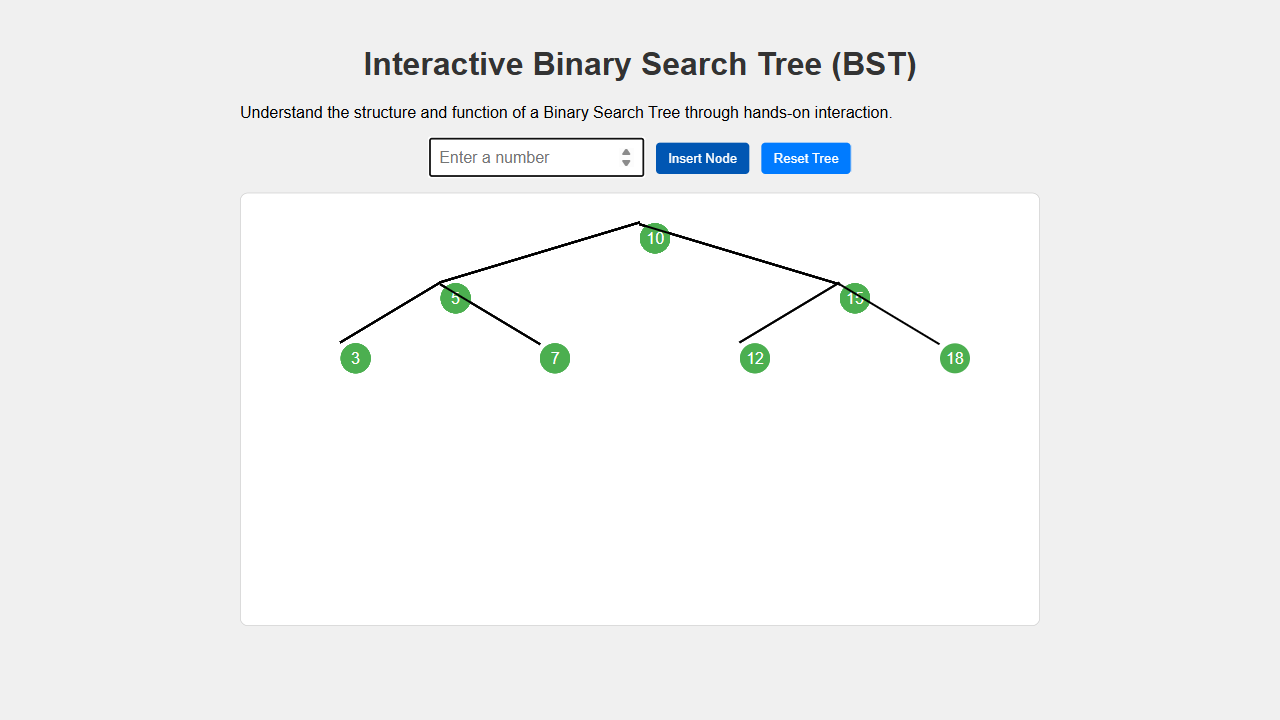 Interactive Binary Search Tree (BST)
Understand the structure and function of a Binary Search Tree through hands-on interaction.
Enter a number
Insert Node
Reset Tree
10
5
15
3
7
12
18